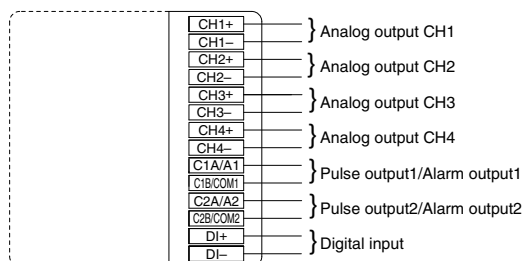 CH1+
CH1–
Analog output CH1
CH2+
CH2–
Analog output CH2
CH3+
CH3–
Analog output CH3
CH4+
CH4–
Analog output CH4
C1A/A1
C1B/COM1
Pulse output1/Alarm output1
C2A/A2
C2B/COM2
Pulse output2/Alarm output2
DI+
DI–
Digital input